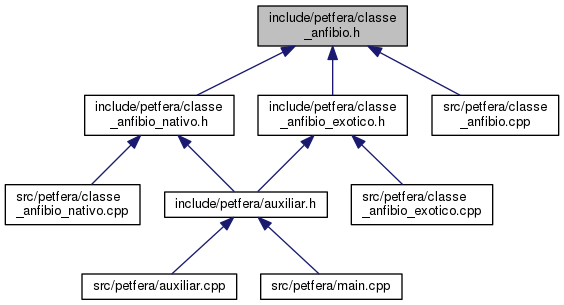 include/petfera/classe
_anfibio.h
include/petfera/classe
_anfibio_nativo.h
include/petfera/classe
_anfibio_exotico.h
src/petfera/classe
_anfibio.cpp
src/petfera/classe
_anfibio_nativo.cpp
include/petfera/auxiliar.h
src/petfera/classe
_anfibio_exotico.cpp
src/petfera/auxiliar.cpp
src/petfera/main.cpp